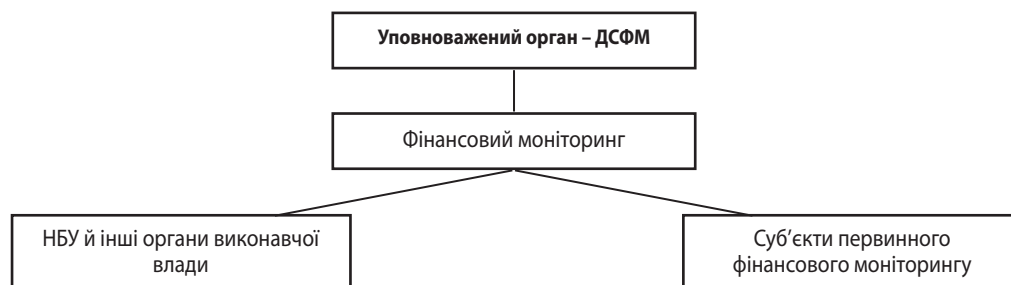 Уповноважений орган – ДСФМ
Фінансовий моніторинг
НБУ й інші органи виконавчої
влади
Суб’єкти первинного
фінансового моніторингу